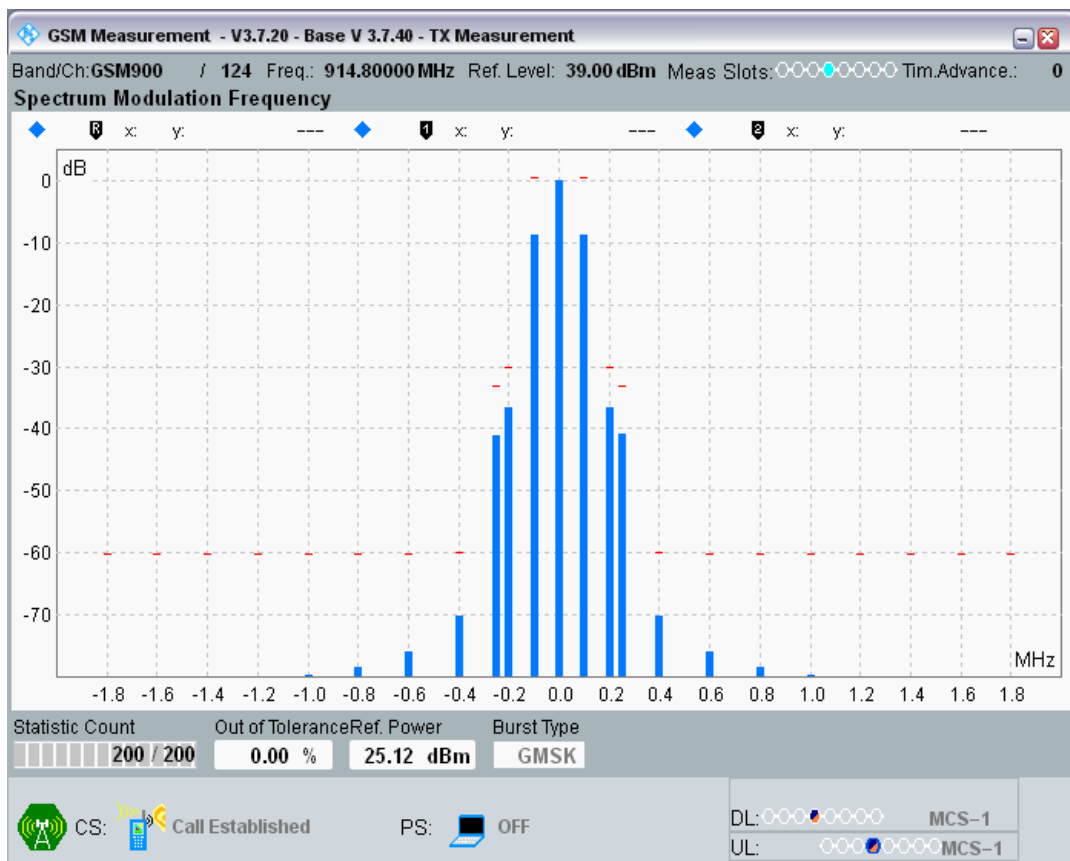 GSM Measurement - V3.7.20 - Base V 3.7.40 - TX Measurement
Band/Ch:GSM900 / 124 Freq.: 914.80000 MHz Ref. Level: 39.00 dBm Meas Slots: Tim.Advance.: 0
Spectrum Modulation Frequency
R x: y: --- 1 x: y: --- 2 x: y: ---
dB
0
-10
-20
-30
-40
-50
-60
-70
MHz
-1.8 -1.6 -1.4 -1.2 -1.0 -0.8 -0.6 -0.4 -0.2 0.0 0.2 0.4 0.6 0.8 1.0 1.2 1.4 1.6 1.8
Statistic Count Out of Tolerance Ref. Power Burst Type
200 / 200 0.00 % 25.12 dBm GMSK
CS: Call Established PS: OFF
DL: MCS-1
UL: MCS-1